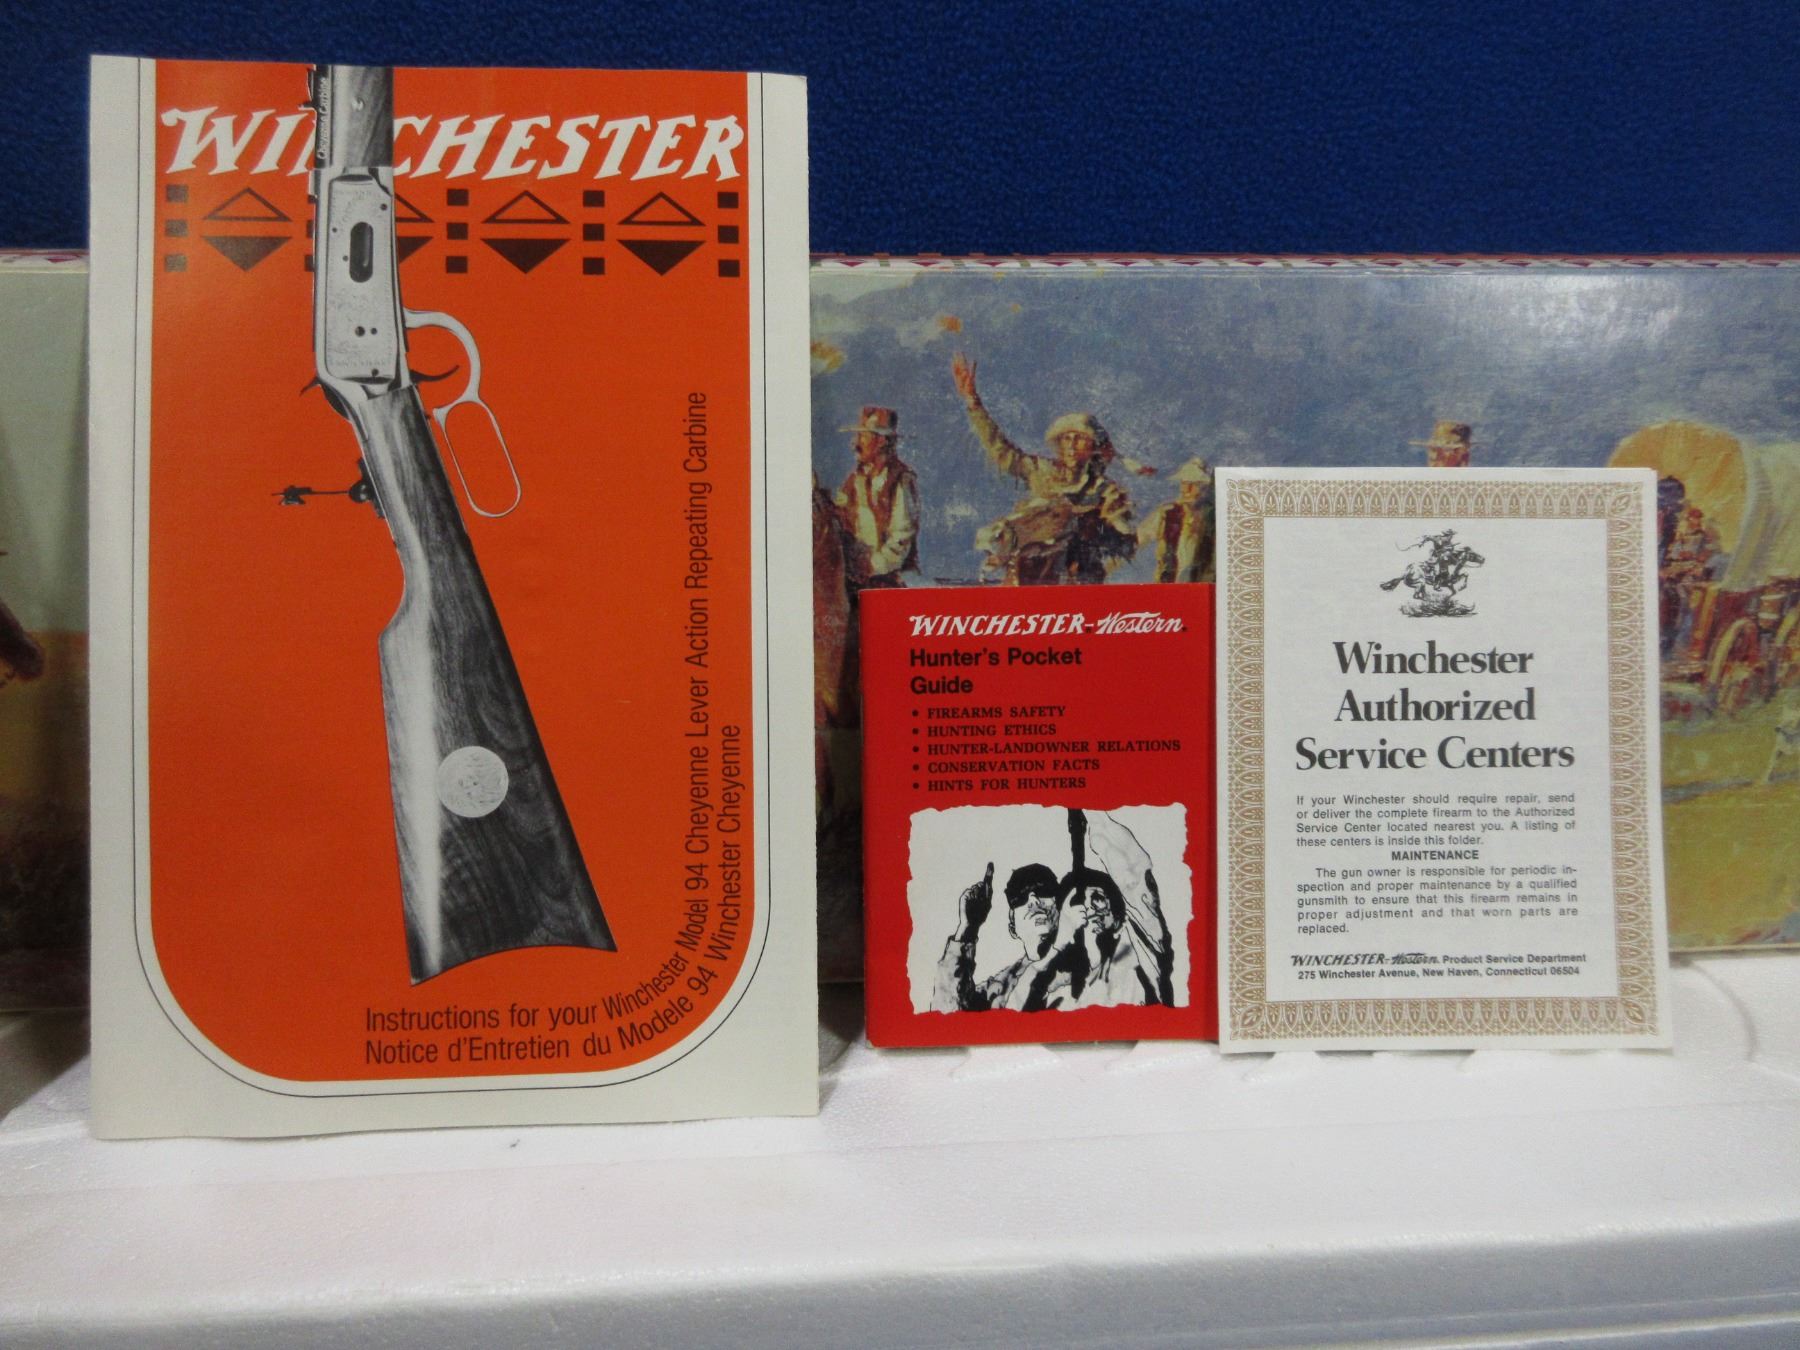 WINCHESTER
Cheyenne Carbine
Instructions for your Winchester Model 94 Cheyenne Lever Action Repeating Carbine
Notice d'Entretien du Modele 94 Winchester Cheyenne
WINCHESTER-Western
Hunter's Pocket
Guide
• FIREARMS SAFETY
• HUNTING ETHICS
• HUNTER-LANDOWNER RELATIONS
• CONSERVATION FACTS
• HINTS FOR HUNTERS
Winchester
Authorized
Service Centers
If your Winchester should require repair, send
or deliver the complete firearm to the Authorized
Service Center located nearest you. A listing of
these centers is inside this folder.
MAINTENANCE
The gun owner is responsible for periodic in-
spection and proper maintenance by a qualified
gunsmith to ensure that this firearm remains in
proper adjustment and that worn parts are
replaced.
WINCHESTER-Western Product Service Department
275 Winchester Avenue, New Haven, Connecticut 06504